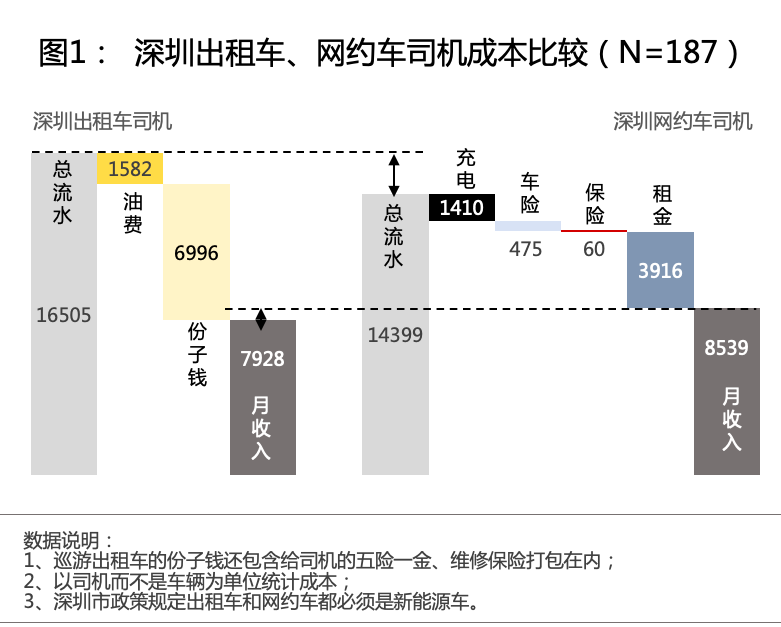 图1： 深圳出租车、网约车司机成本比较（N=187）
深圳出租车司机
深圳网约车司机
总流水
16505
1582
油费
6996
份子钱
7928
月收入
总流水
14399
充电
1410
车险
475
保险
60
租金
3916
8539
月收入
数据说明：
1、巡游出租车的份子钱还包含给司机的五险一金、维修保险打包在内；
2、以司机而不是车辆为单位统计成本；
3、深圳市政策规定出租车和网约车都必须是新能源车。